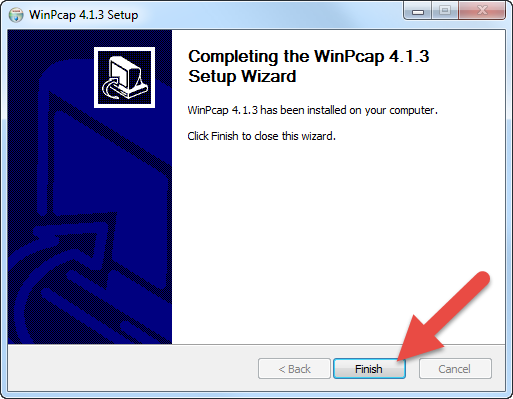 WinPcap 4.1.3 Setup
Completing the WinPcap 4.1.3
Setup Wizard
WinPcap 4.1.3 has been installed on your computer.
Click Finish to close this wizard.
< Back
Finish
Cancel